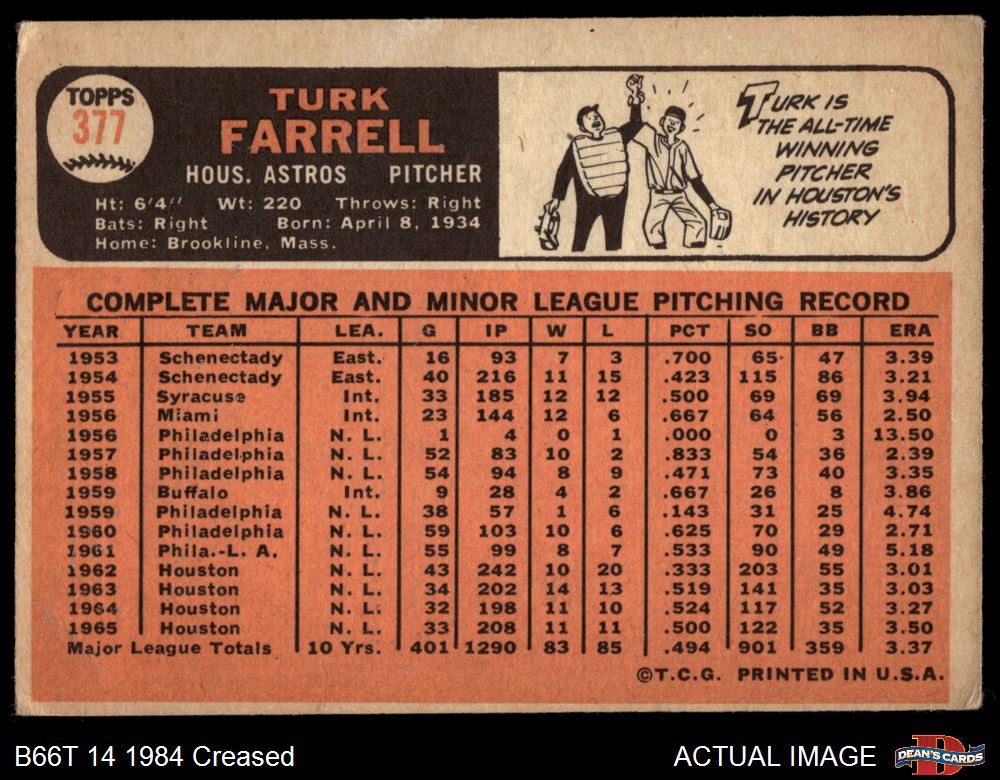 TOPPS
377
TURK
FARRELL
HOUS. ASTROS PITCHER
Ht: 6'4" Wt: 220 Throws: Right
Bats: Right Born: April 8, 1934
Home: Brookline, Mass.
TURK IS
THE ALL-TIME
WINNING
PITCHER
IN HOUSTON'S
HISTORY
COMPLETE MAJOR AND MINOR LEAGUE PITCHING RECORD
YEAR TEAM LEA. G IP W L PCT SO BB ERA
1953 Schenectady East. 16 93 7 3 .700 65 47 3.39
1954 Schenectady East. 40 216 11 15 .423 115 86 3.21
1955 Syracuse Int. 33 185 12 12 .500 69 69 3.94
1956 Miami Int. 23 144 12 6 .667 64 56 2.50
1956 Philadelphia N. L. 1 4 0 1 .000 0 3 13.50
1957 Philadelphia N. L. 52 83 10 2 .833 54 36 2.39
1958 Philadelphia N. L. 54 94 8 9 .471 73 40 3.35
1959 Buffalo Int. 9 28 4 2 .667 26 8 3.86
1959 Philadelphia N. L. 38 57 1 6 .143 31 25 4.74
1960 Philadelphia N. L. 59 103 10 6 .625 70 29 2.71
1961 Phila.-L. A. N. L. 55 99 8 7 .533 90 49 5.18
1962 Houston N. L. 43 242 10 20 .333 203 55 3.01
1963 Houston N. L. 34 202 14 13 .519 141 35 3.03
1964 Houston N. L. 32 198 11 10 .524 117 52 3.27
1965 Houston N. L. 33 208 11 11 .500 122 35 3.50
Major League Totals 10 Yrs. 401 1290 83 85 .494 901 359 3.37
©T.C.G. PRINTED IN U.S.A.
B66T 14 1984 Creased
ACTUAL IMAGE
DEAN'S CARDS